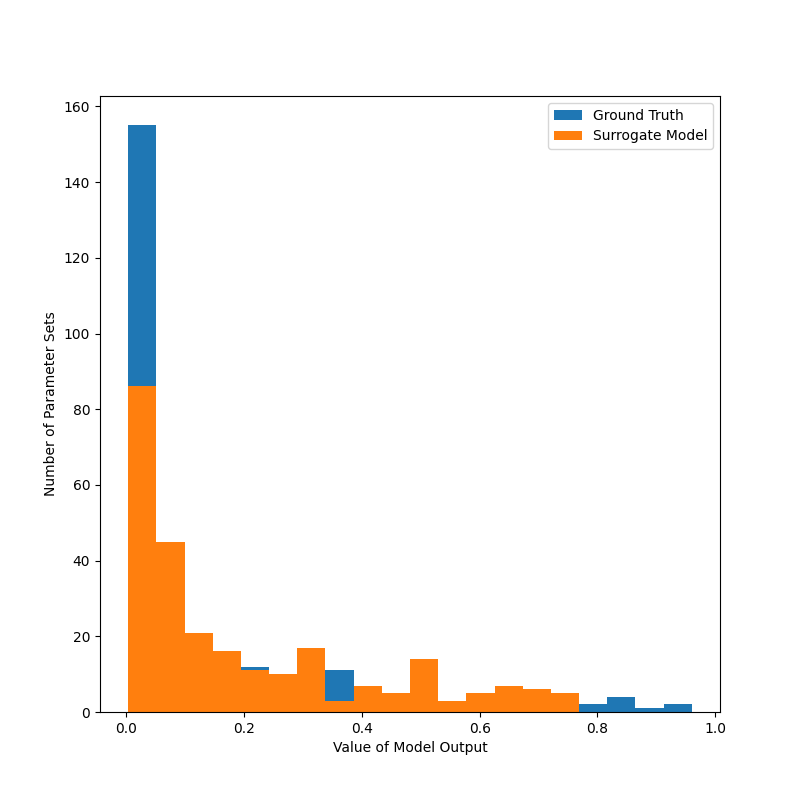 Ground Truth
Surrogate Model
160
140
120
100
80
60
40
20
0
Number of Parameter Sets
0.0 0.2 0.4 0.6 0.8 1.0
Value of Model Output